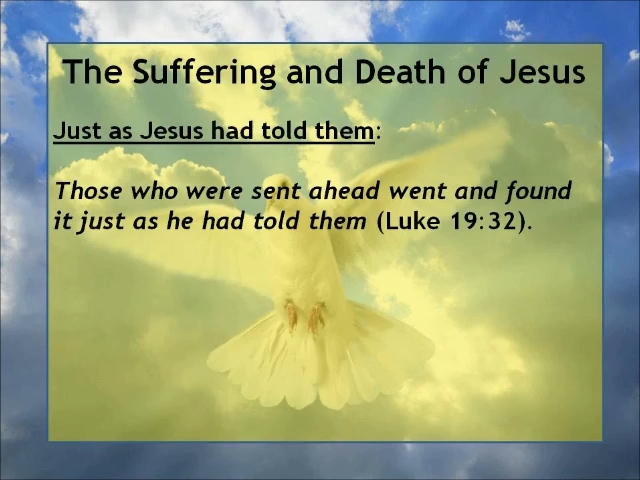 The Suffering and Death of Jesus
Just as Jesus had told them:
Those who were sent ahead went and found
it just as he had told them (Luke 19:32).